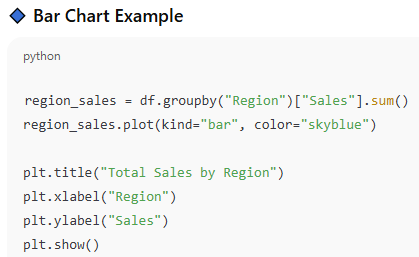 Bar Chart Example
python
region_sales = df.groupby("Region")["Sales"].sum()
region_sales.plot(kind="bar", color="skyblue")
plt.title("Total Sales by Region")
plt.xlabel("Region")
plt.ylabel("Sales")
plt.show()